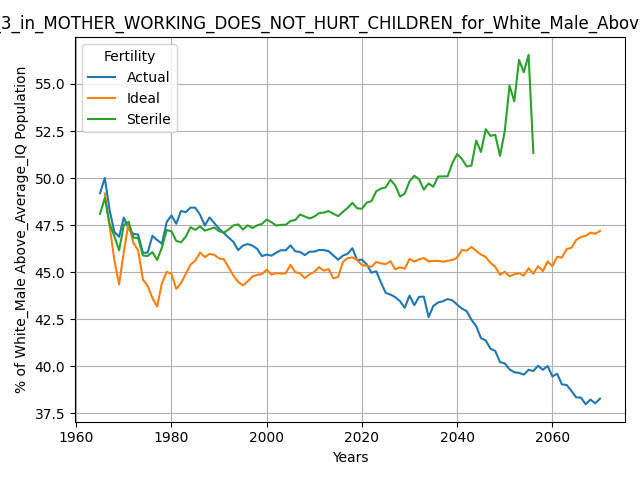 _3_in_MOTHER_WORKING_DOES_NOT_HURT_CHILDREN_for_White_Male_Abov
% of White_Male Above_Average_IQ Population
Fertility
Actual
Ideal
Sterile
55.0
52.5
50.0
47.5
45.0
42.5
40.0
37.5
1960 1980 2000 2020 2040 2060
Years